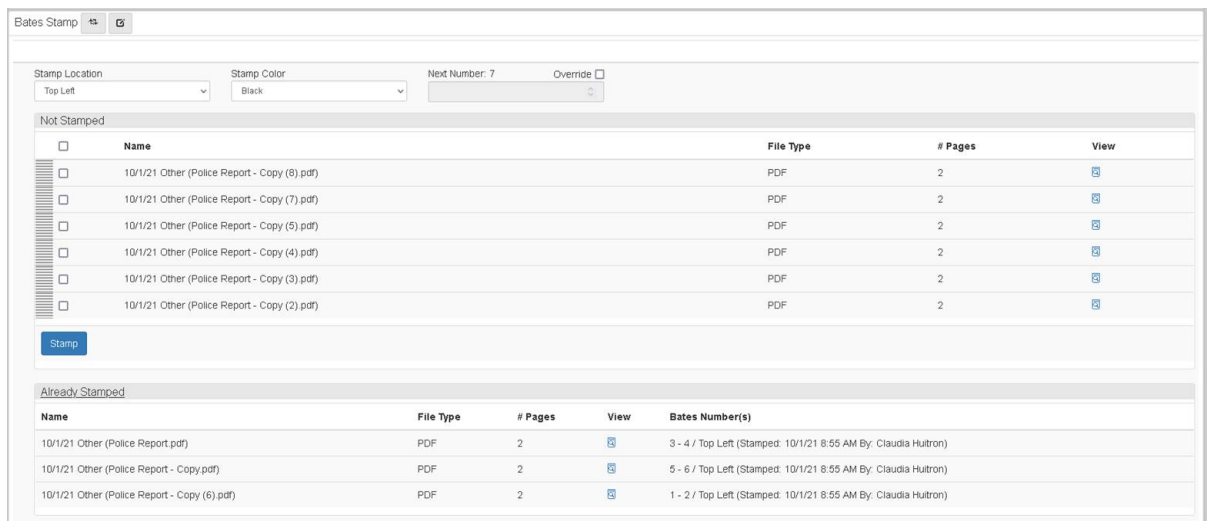 Bates Stamp
Stamp Location Stamp Color Next Number: 7 Override
Top Left Black
Not Stamped
Name File Type # Pages View
10/1/21 Other (Police Report - Copy (8).pdf) PDF 2
10/1/21 Other (Police Report - Copy (7).pdf) PDF 2
10/1/21 Other (Police Report - Copy (5).pdf) PDF 2
10/1/21 Other (Police Report - Copy (4).pdf) PDF 2
10/1/21 Other (Police Report - Copy (3).pdf) PDF 2
10/1/21 Other (Police Report - Copy (2).pdf) PDF 2
Stamp
Already Stamped
Name File Type # Pages View Bates Number(s)
10/1/21 Other (Police Report.pdf) PDF 2 3 - 4 / Top Left (Stamped: 10/1/21 8:55 AM By: Claudia Huitron)
10/1/21 Other (Police Report - Copy.pdf) PDF 2 5 - 6 / Top Left (Stamped: 10/1/21 8:55 AM By: Claudia Huitron)
10/1/21 Other (Police Report - Copy (6).pdf) PDF 2 1 - 2 / Top Left (Stamped: 10/1/21 8:55 AM By: Claudia Huitron)